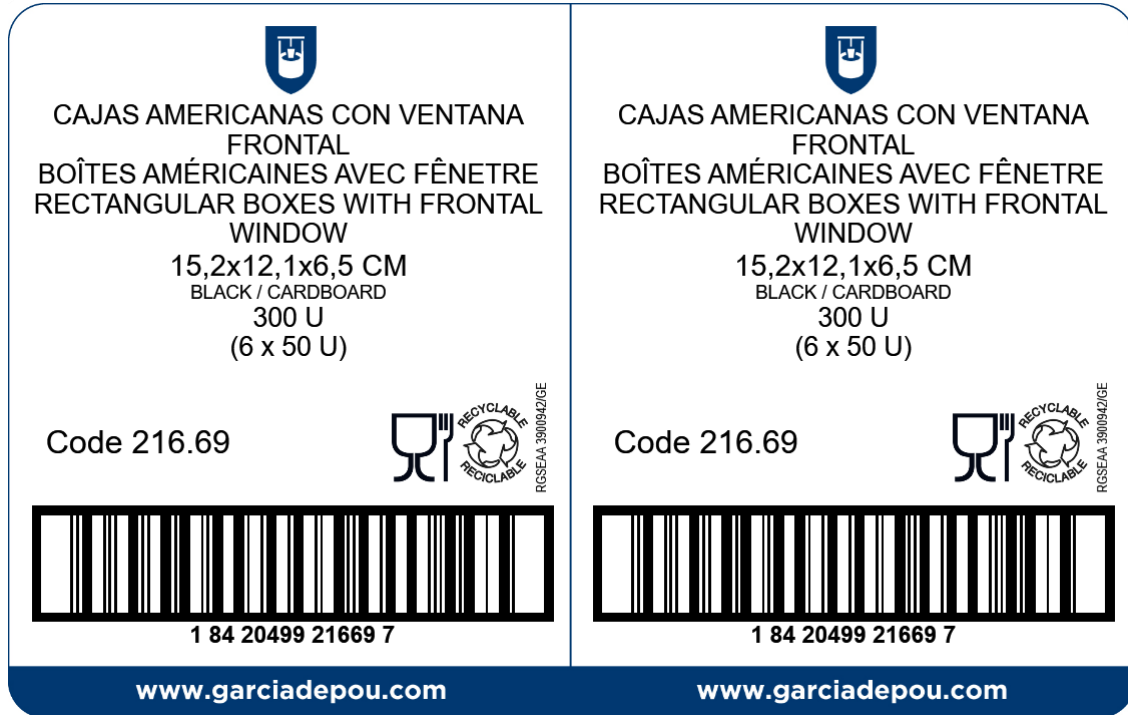 CAJAS AMERICANAS CON VENTANA
FRONTAL
BOÎTES AMÉRICAINES AVEC FÊNETRE
RECTANGULAR BOXES WITH FRONTAL
WINDOW
15,2x12,1x6,5 CM
BLACK / CARDBOARD
300 U
(6 x 50 U)
Code 216.69
RECYCLABLE
RECICLABLE
RGSEAA 3900942/GE
1 84 20499 21669 7
www.garciadepou.com
CAJAS AMERICANAS CON VENTANA
FRONTAL
BOÎTES AMÉRICAINES AVEC FÊNETRE
RECTANGULAR BOXES WITH FRONTAL
WINDOW
15,2x12,1x6,5 CM
BLACK / CARDBOARD
300 U
(6 x 50 U)
Code 216.69
RECYCLABLE
RECICLABLE
RGSEAA 3900942/GE
1 84 20499 21669 7
www.garciadepou.com